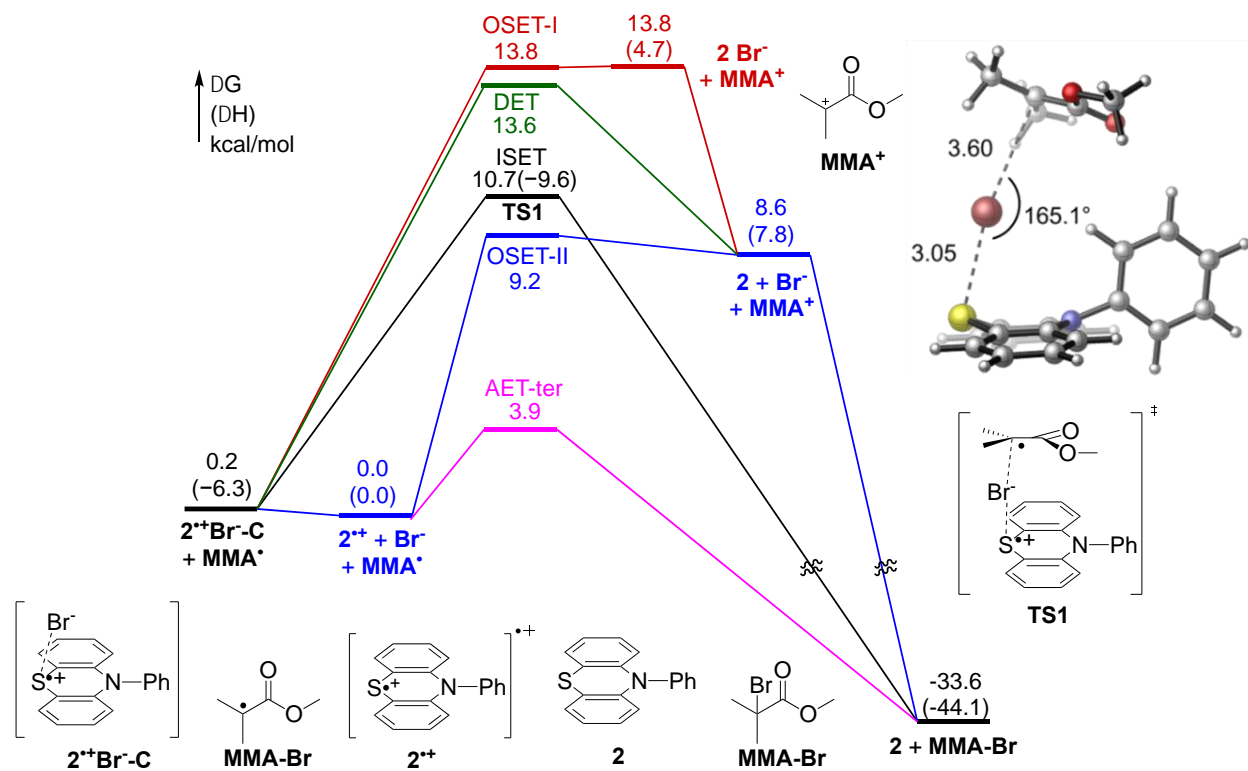 DG
(DH)
kcal/mol
OSET-I
13.8
13.8
(4.7)
2 Br⁻
+ MMA⁺
DET
13.6
ISET
10.7(−9.6)
TS1
OSET-II
9.2
8.6
(7.8)
2 + Br⁻
+ MMA⁺
AET-ter
3.9
0.2
(−6.3)
2•⁺Br⁻-C
+ MMA•
0.0
(0.0)
2•⁺ + Br⁻
+ MMA•
-33.6
(-44.1)
2 + MMA-Br
O
O
+
MMA⁺
3.60
165.1°
3.05
‡
O
O
•
Br⁻
S•+
N
Ph
TS1
Br⁻
S•+
N
Ph
2•⁺Br⁻-C
O
O
•
MMA-Br
•+
S•+
N
Ph
2•⁺
S
N
Ph
2
Br
O
O
MMA-Br